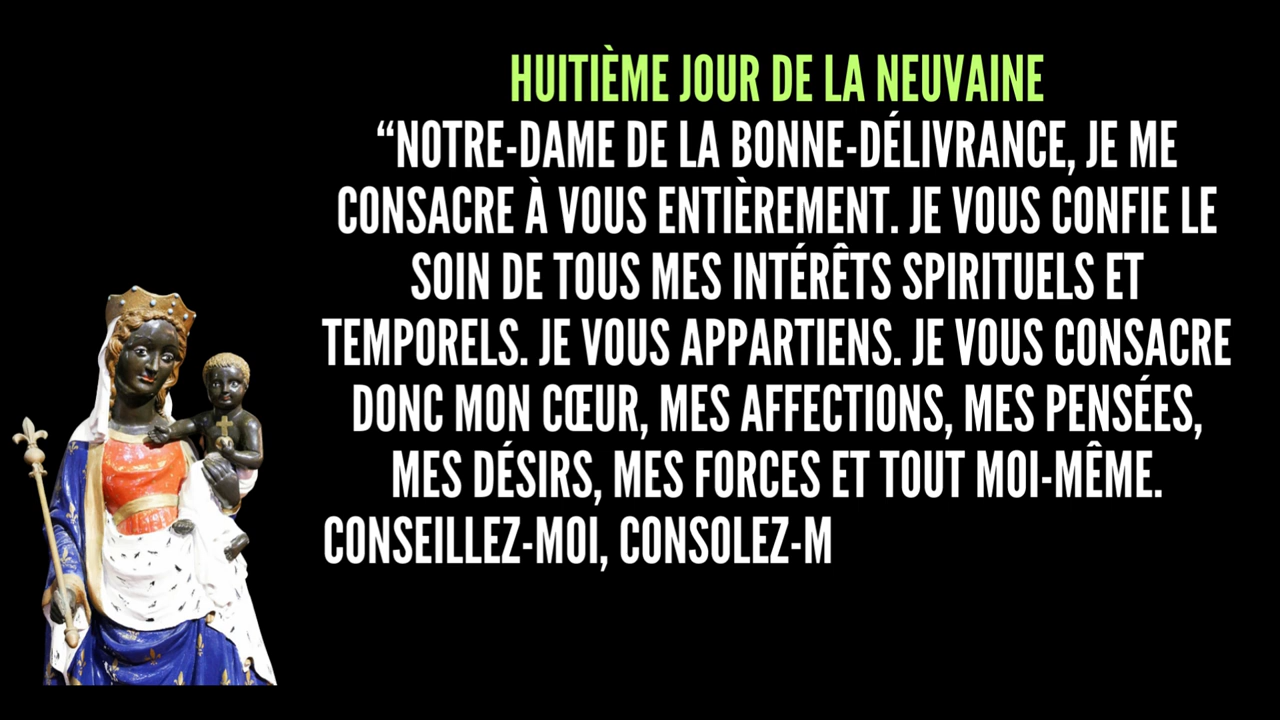 HUITIÈME JOUR DE LA NEUVAINE
“NOTRE-DAME DE LA BONNE-DÉLIVRANCE, JE ME
CONSACRE À VOUS ENTIÈREMENT. JE VOUS CONFIE LE
SOIN DE TOUS MES INTÉRÊTS SPIRITUELS ET
TEMPORELS. JE VOUS APPARTIENS. JE VOUS CONSACRE
DONC MON CŒUR, MES AFFECTIONS, MES PENSÉES,
MES DÉSIRS, MES FORCES ET TOUT MOI-MÊME.
CONSEILLEZ-MOI, CONSOLEZ-M